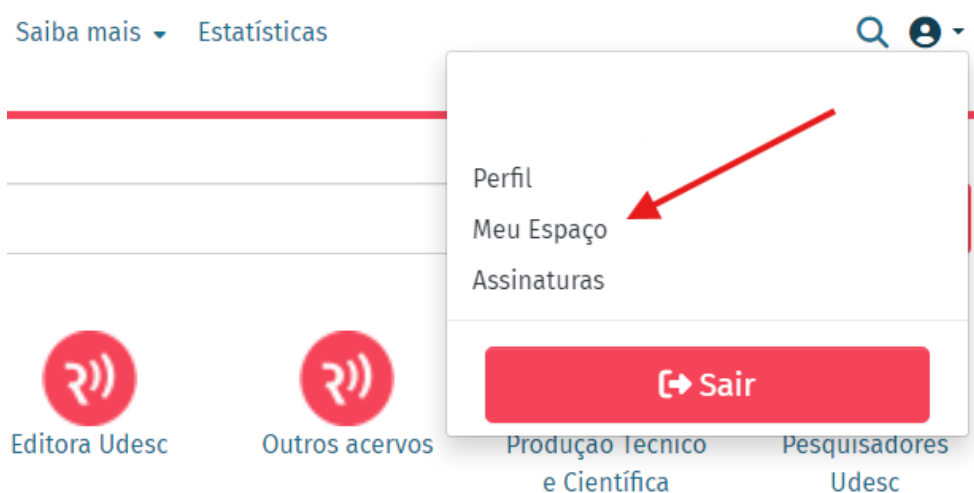 Saiba mais Estatísticas
Perfil
Meu Espaço
Assinaturas
Sair
Editora Udesc Outros acervos Produção Técnico Pesquisadores
e Científica Udesc